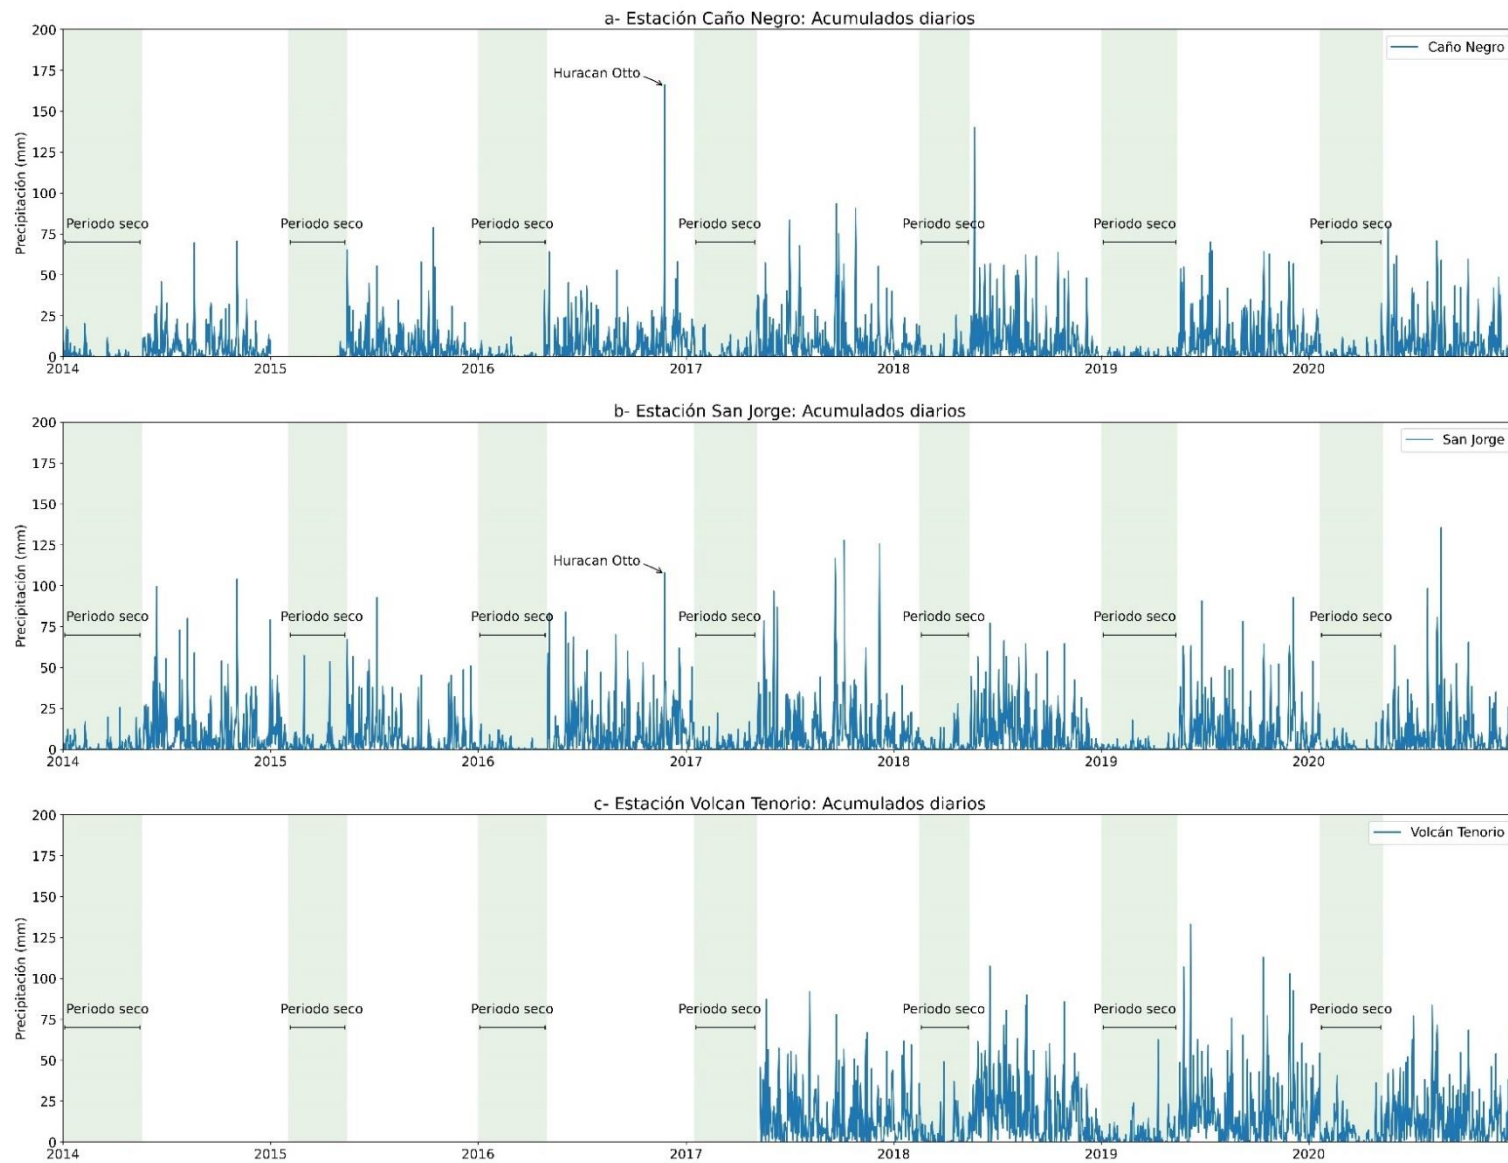 a- Estación Caño Negro: Acumulados diarios
200
175
150
125
100
75
50
25
0
Precipitación (mm)
Caño Negro
Huracan Otto
Periodo seco
Periodo seco
Periodo seco
Periodo seco
Periodo seco
Periodo seco
Periodo seco
2014
2015
2016
2017
2018
2019
2020
b- Estación San Jorge: Acumulados diarios
200
175
150
125
100
75
50
25
0
Precipitación (mm)
San Jorge
Huracan Otto
Periodo seco
Periodo seco
Periodo seco
Periodo seco
Periodo seco
Periodo seco
Periodo seco
2014
2015
2016
2017
2018
2019
2020
c- Estación Volcan Tenorio: Acumulados diarios
200
175
150
125
100
75
50
25
0
Precipitación (mm)
Volcán Tenorio
Periodo seco
Periodo seco
Periodo seco
Periodo seco
Periodo seco
Periodo seco
Periodo seco
2014
2015
2016
2017
2018
2019
2020